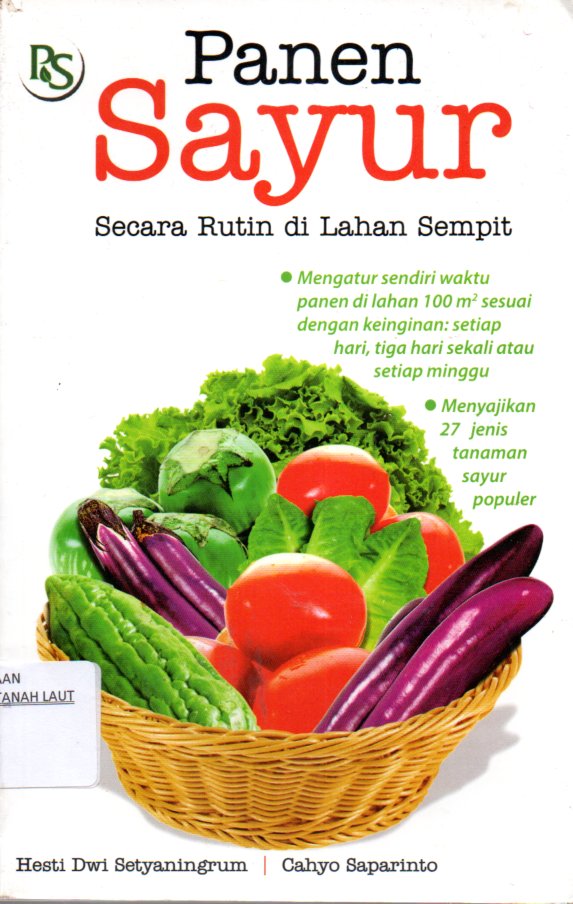 PS
Panen
Sayur
Secara Rutin di Lahan Sempit
• Mengatur sendiri waktu
panen di lahan 100 m² sesuai
dengan keinginan: setiap
hari, tiga hari sekali atau
setiap minggu
• Menyajikan
27 jenis
tanaman
sayur
populer
AAN
TANAH LAUT
Hesti Dwi Setyaningrum | Cahyo Saparinto